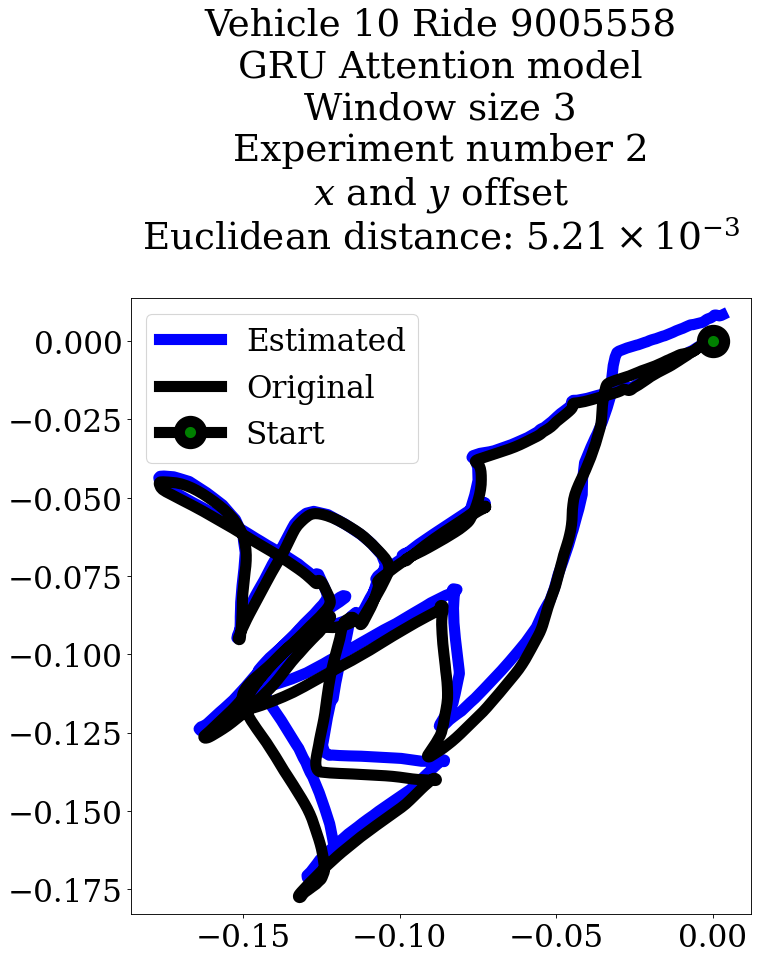 Vehicle 10 Ride 9005558
GRU Attention model
Window size 3
Experiment number 2
x and y offset
Euclidean distance: 5.21 × 10⁻³
Estimated
Original
Start
0.000
−0.025
−0.050
−0.075
−0.100
−0.125
−0.150
−0.175
−0.15 −0.10 −0.05 0.00